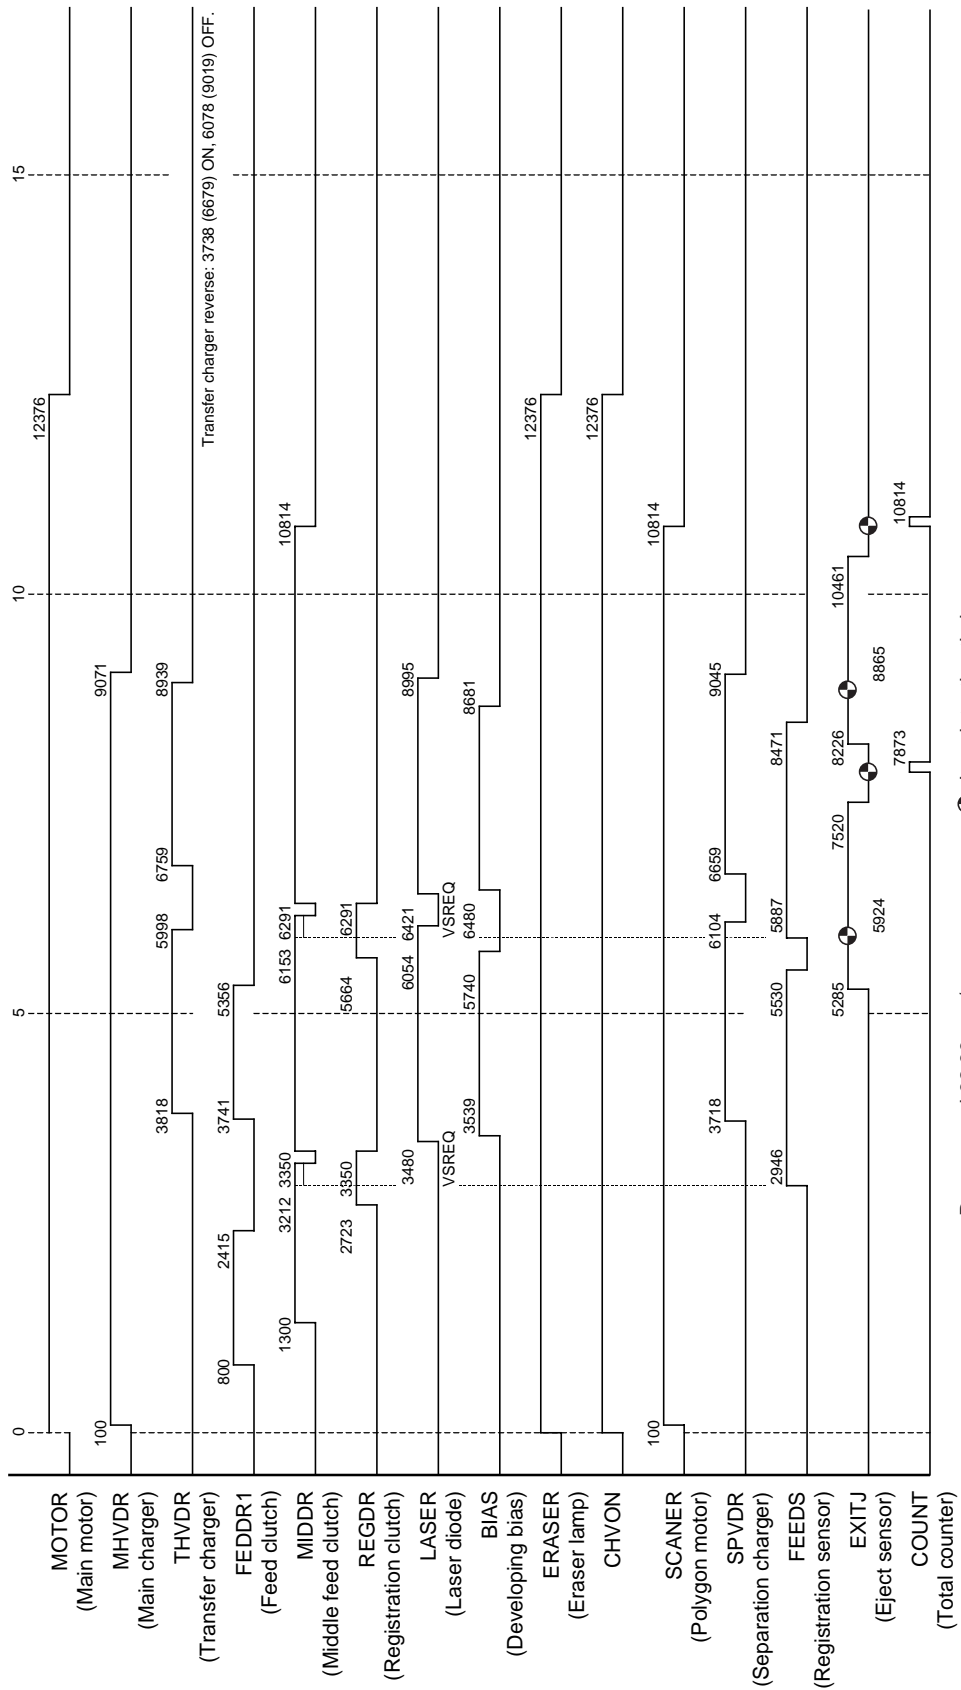 0
5
10
15
MOTOR
(Main motor)
12376
MHVDR
(Main charger)
100
9071
THVDR
(Transfer charger)
3818
5998
6759
8939
Transfer charger reverse: 3738 (6679) ON, 6078 (9019) OFF.
FEDDR1
(Feed clutch)
800
2415
3741
5356
MIDDR
(Middle feed clutch)
1300
3212
3350
6153
6291
10814
REGDR
(Registration clutch)
2723
3350
5664
6291
LASER
(Laser diode)
3480
6054
6421
8995
VSREQ
VSREQ
BIAS
(Developing bias)
3539
5740
6480
8681
ERASER
(Eraser lamp)
12376
CHVON
12376
SCANER
(Polygon motor)
100
10814
SPVDR
(Separation charger)
3718
6104
6659
9045
FEEDS
(Registration sensor)
2946
5530
5887
8471
EXITJ
(Eject sensor)
5285
5924
7520
8226
8865
10461
COUNT
(Total counter)
7873
10814